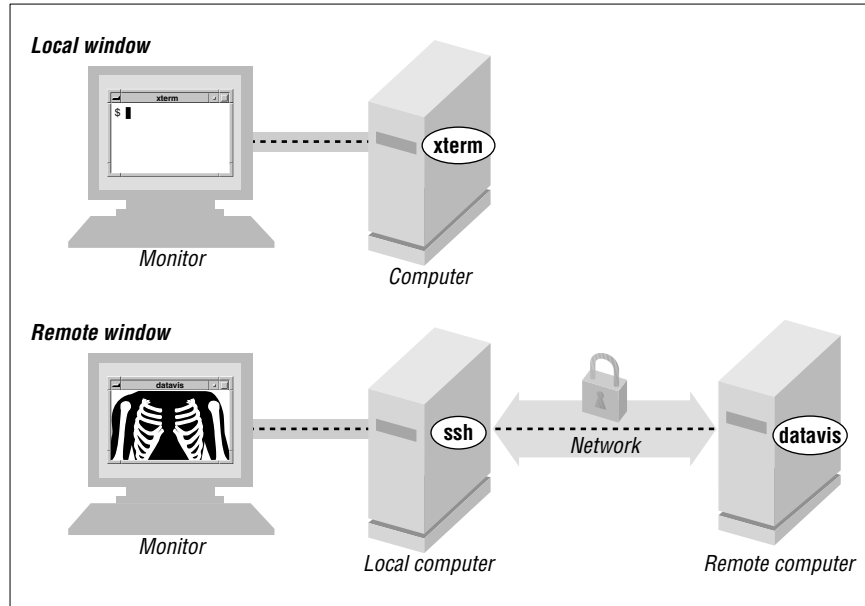 Local window
xterm
$
xterm
Monitor
Computer
Remote window
datavis
ssh
Network
datavis
Monitor
Local computer
Remote computer